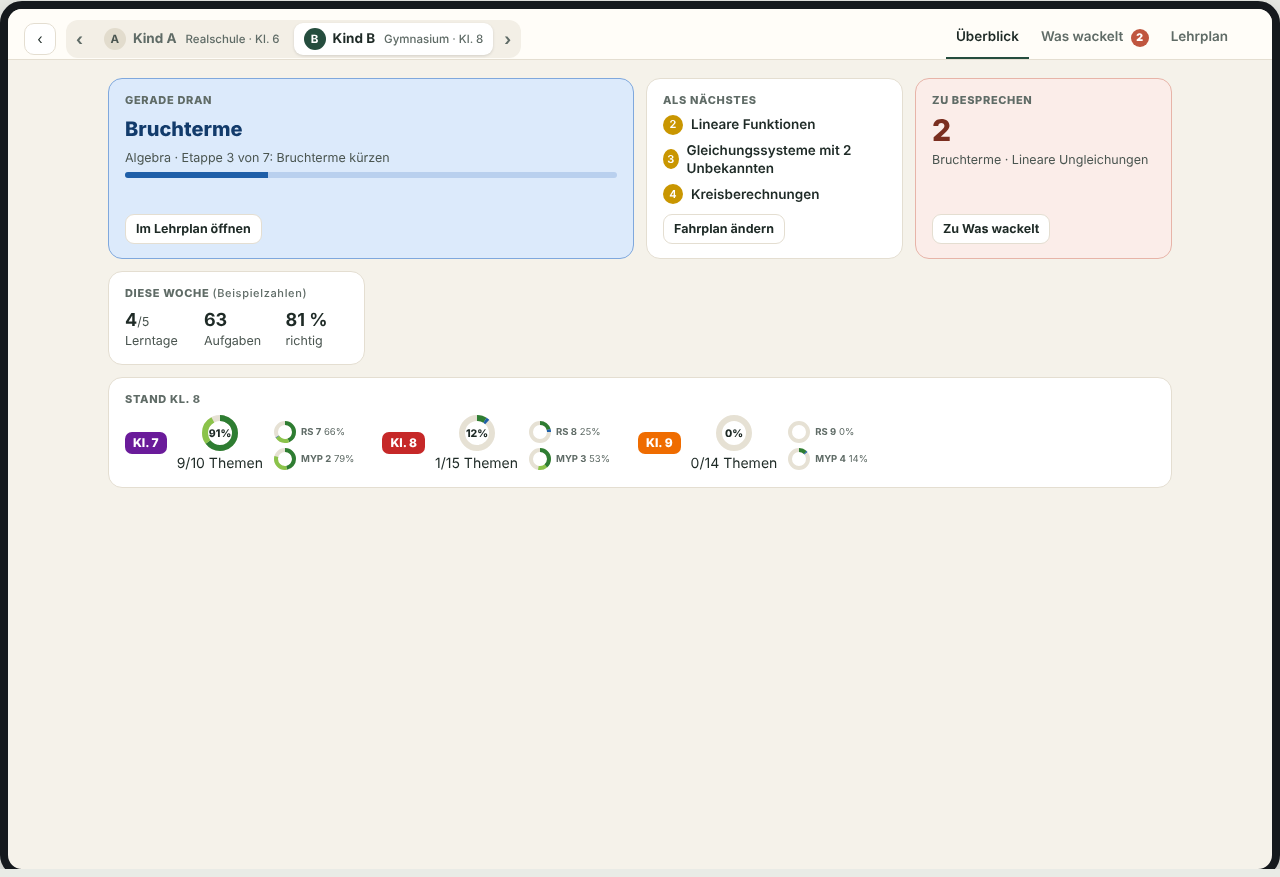 ‹ ‹ A Kind A Realschule · Kl. 6 B Kind B Gymnasium · Kl. 8 › Überblick Was wackelt 2 Lehrplan
GERADE DRAN
Bruchterme
Algebra · Etappe 3 von 7: Bruchterme kürzen
Im Lehrplan öffnen
ALS NÄCHSTES
2 Lineare Funktionen
3 Gleichungssysteme mit 2
Unbekannten
4 Kreisberechnungen
Fahrplan ändern
ZU BESPRECHEN
2
Bruchterme · Lineare Ungleichungen
Zu Was wackelt
DIESE WOCHE (Beispielzahlen)
4/5 63 81 %
Lerntage Aufgaben richtig
STAND KL. 8
Kl. 7
91%
9/10 Themen
RS 7 66%
MYP 2 79%
Kl. 8
12%
1/15 Themen
RS 8 25%
MYP 3 53%
Kl. 9
0%
0/14 Themen
RS 9 0%
MYP 4 14%